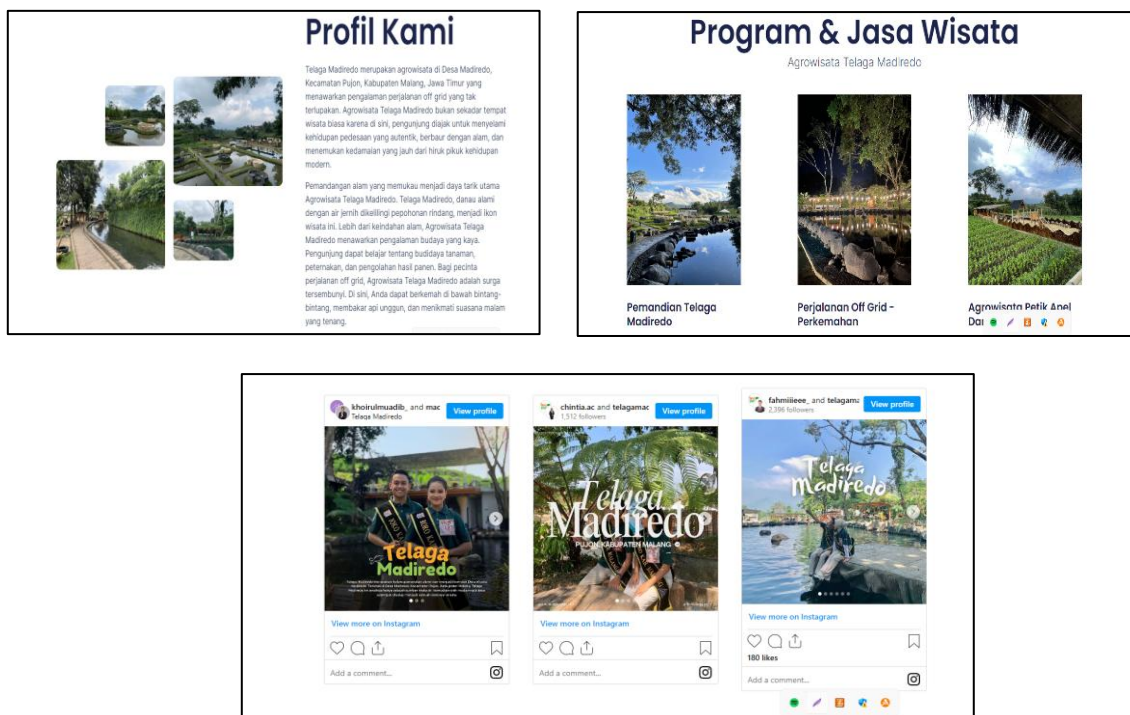 Profil Kami
Telaga Madiredo merupakan agrowisata di Desa Madiredo,
Kecamatan Pujon, Kabupaten Malang, Jawa Timur yang
menawarkan pengalaman perjalanan off grid yang tak
terlupakan. Agrowisata Telaga Madiredo bukan sekadar tempat
wisata biasa karena di sini, pengunjung diajak untuk menyelami
kehidupan pedesaan yang autentik, berbaur dengan alam, dan
menemukan kedamaian yang jauh dari hiruk pikuk kehidupan
modern.
Pemandangan alam yang memukau menjadi daya tarik utama
Agrowisata Telaga Madiredo. Telaga Madiredo, danau alami
dengan air jernih dikelilingi pepohonan rindang, menjadi ikon
wisata ini. Lebih dari keindahan alam, Agrowisata Telaga
Madiredo menawarkan pengalaman budaya yang kaya.
Pengunjung dapat belajar tentang budidaya tanaman,
peternakan, dan pengolahan hasil panen. Bagi pecinta
perjalanan off grid, Agrowisata Telaga Madiredo adalah surga
tersembunyi. Di sini, Anda dapat berkemah di bawah bintang-
bintang, membakar api unggun, dan menikmati suasana malam
yang tenang.
Program & Jasa Wisata
Agrowisata Telaga Madiredo
Pemandian Telaga
Madiredo
Perjalanan Off Grid -
Perkemahan
Agrowisata Petik Apel
Dan
khoirulmuadib_ and mac
Telaga Madiredo
View profile
Telaga
Madiredo
View more on Instagram
Add a comment...
chintia.ac and telagamac
1,512 followers
View profile
Telaga
Madiredo
PUJON, KABUPATEN MALANG
View more on Instagram
Add a comment...
fahmiiieee_ and telagama
2,396 followers
View profile
Telaga
Madiredo
View more on Instagram
180 likes
Add a comment...